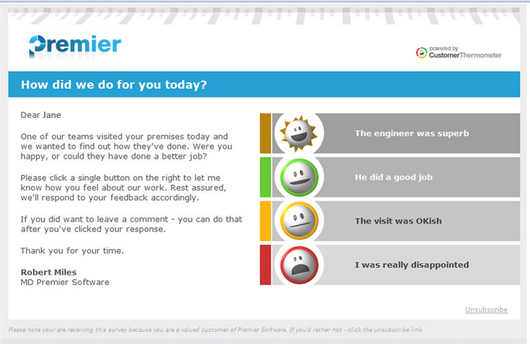 Premier
powered by
CustomerThermometer
How did we do for you today?
Dear Jane
One of our teams visited your premises today and
we wanted to find out how they've done. Were you
happy, or could they have done a better job?
Please click a single button on the right to let me
know how you feel about our work. Rest assured,
we'll respond to your feedback accordingly.
If you did want to leave a comment - you can do that
after you've clicked your response.
Thank you for your time.
Robert Miles
MD Premier Software
The engineer was superb
He did a good job
The visit was OKish
I was really disappointed
Unsubscribe
Please note your are receiving this survey because you are a valued customer of Premier Software. If you'd rather not - click the unsubscribe link.